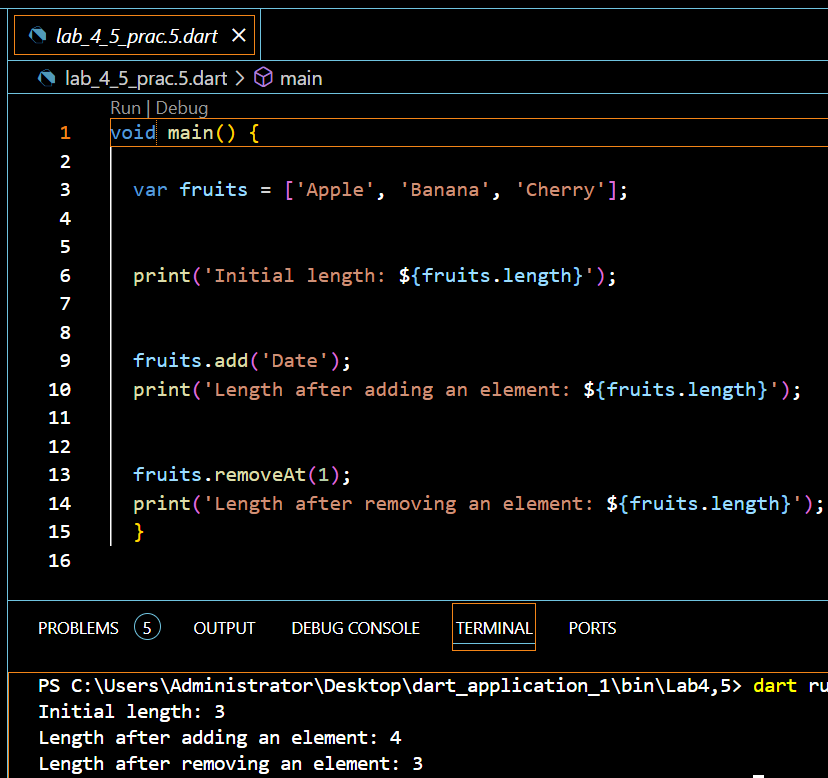 lab_4_5_prac.5.dart
lab_4_5_prac.5.dart > main
Run | Debug
1 void main() {
2
3 var fruits = ['Apple', 'Banana', 'Cherry'];
4
5
6 print('Initial length: ${fruits.length}');
7
8
9 fruits.add('Date');
10 print('Length after adding an element: ${fruits.length}');
11
12
13 fruits.removeAt(1);
14 print('Length after removing an element: ${fruits.length}');
15 }
16
PROBLEMS 5 OUTPUT DEBUG CONSOLE TERMINAL PORTS
PS C:\Users\Administrator\Desktop\dart_application_1\bin\Lab4,5> dart ru
Initial length: 3
Length after adding an element: 4
Length after removing an element: 3